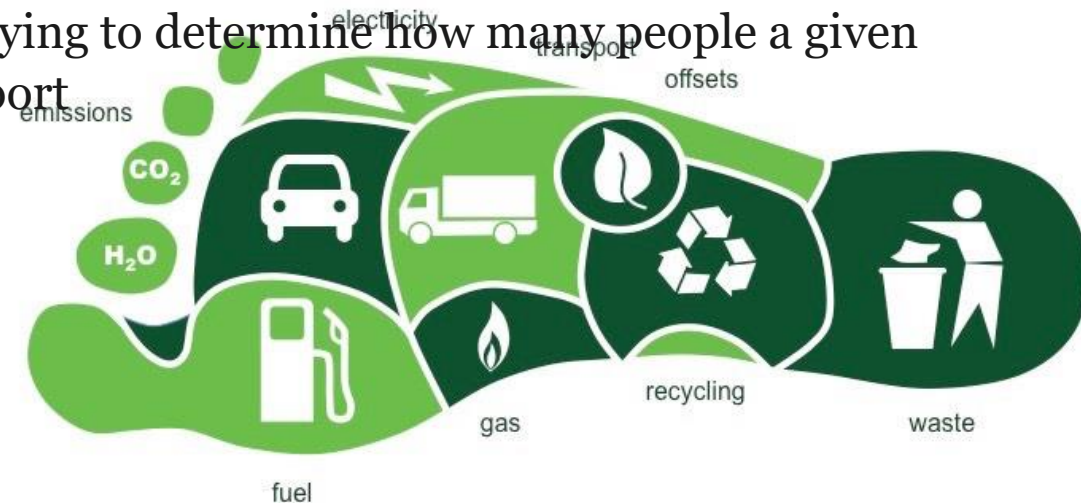 electricity
ying to determine how many people a given
transport
offsets
port
emissions
CO₂
H₂O
recycling
gas
waste
fuel